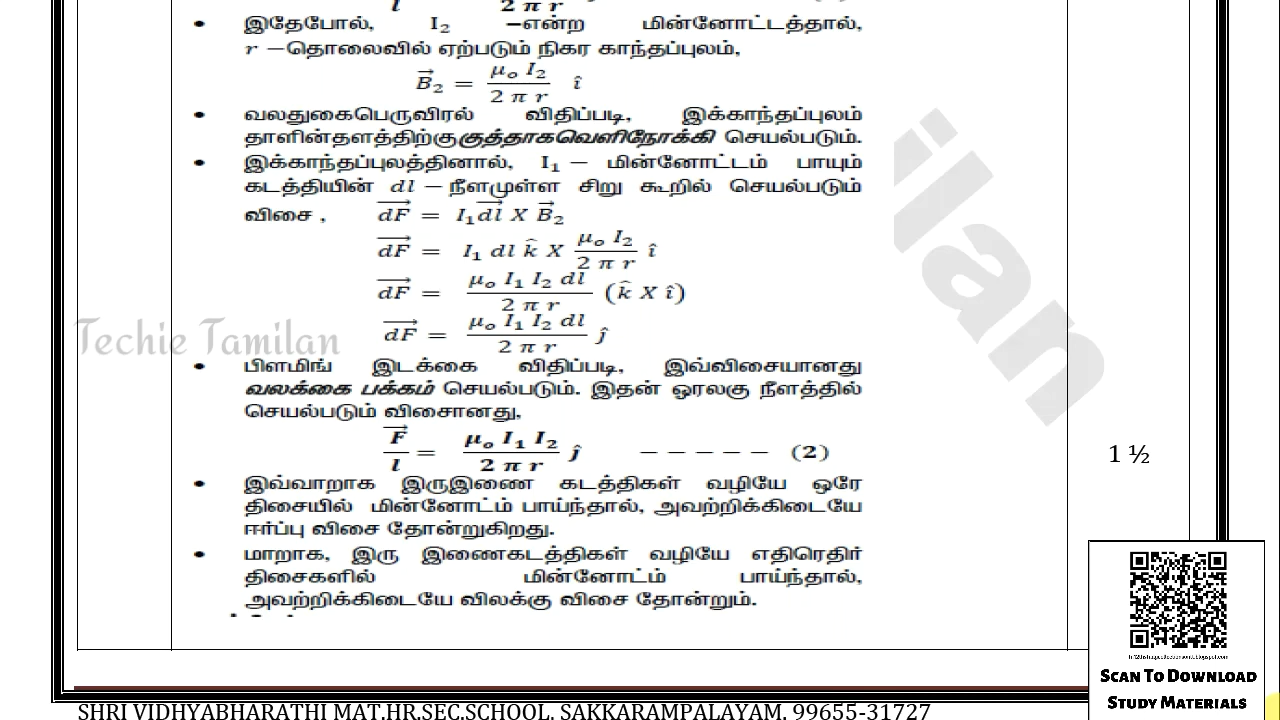 l 2 π r
• இதேபோல், I₂ –என்ற மின்னோட்டத்தால்,
r –தொலைவில் ஏற்படும் நிகர காந்தப்புலம்,
B⃗₂ = μₒ I₂ / 2 π r î
• வலதுகைபெருவிரல் விதிப்படி, இக்காந்தப்புலம்
தாளின்தளத்திற்குகுத்தாகவெளிநோக்கி செயல்படும்.
• இக்காந்தப்புலத்தினால், I₁ – மின்னோட்டம் பாயும்
கடத்தியின் dl – நீளமுள்ள சிறு கூறில் செயல்படும்
விசை , dF⃗ = I₁dl⃗ X B⃗₂
dF⃗ = I₁ dl k̂ X μₒ I₂ / 2 π r î
dF⃗ = μₒ I₁ I₂ dl / 2 π r (k̂ X î)
dF⃗ = μₒ I₁ I₂ dl / 2 π r ĵ
Techie Tamilan
• பிளமிங் இடக்கை விதிப்படி, இவ்விசையானது
வலக்கை பக்கம் செயல்படும். இதன் ஓரலகு நீளத்தில்
செயல்படும் விசைானது,
F⃗ / l = μₒ I₁ I₂ / 2 π r ĵ – – – – – (2)
1 ½
• இவ்வாறாக இருஇணை கடத்திகள் வழியே ஒரே
திசையில் மின்னோட்ம் பாய்ந்தால், அவற்றிக்கிடையே
ஈர்ப்பு விசை தோன்றுகிறது.
• மாறாக, இரு இணைகடத்திகள் வழியே எதிரெதிர்
திசைகளில் மின்னோட்ம் பாய்ந்தால்,
அவற்றிக்கிடையே விலக்கு விசை தோன்றும்.
ilan
SCAN TO DOWNLOAD
STUDY MATERIALS
SHRI VIDHYABHARATHI MAT.HR.SEC.SCHOOL, SAKKARAMPALAYAM, 99655-31727